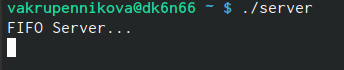 vakrupennikova@dk6n66 ~ $ ./server
FIFO Server...